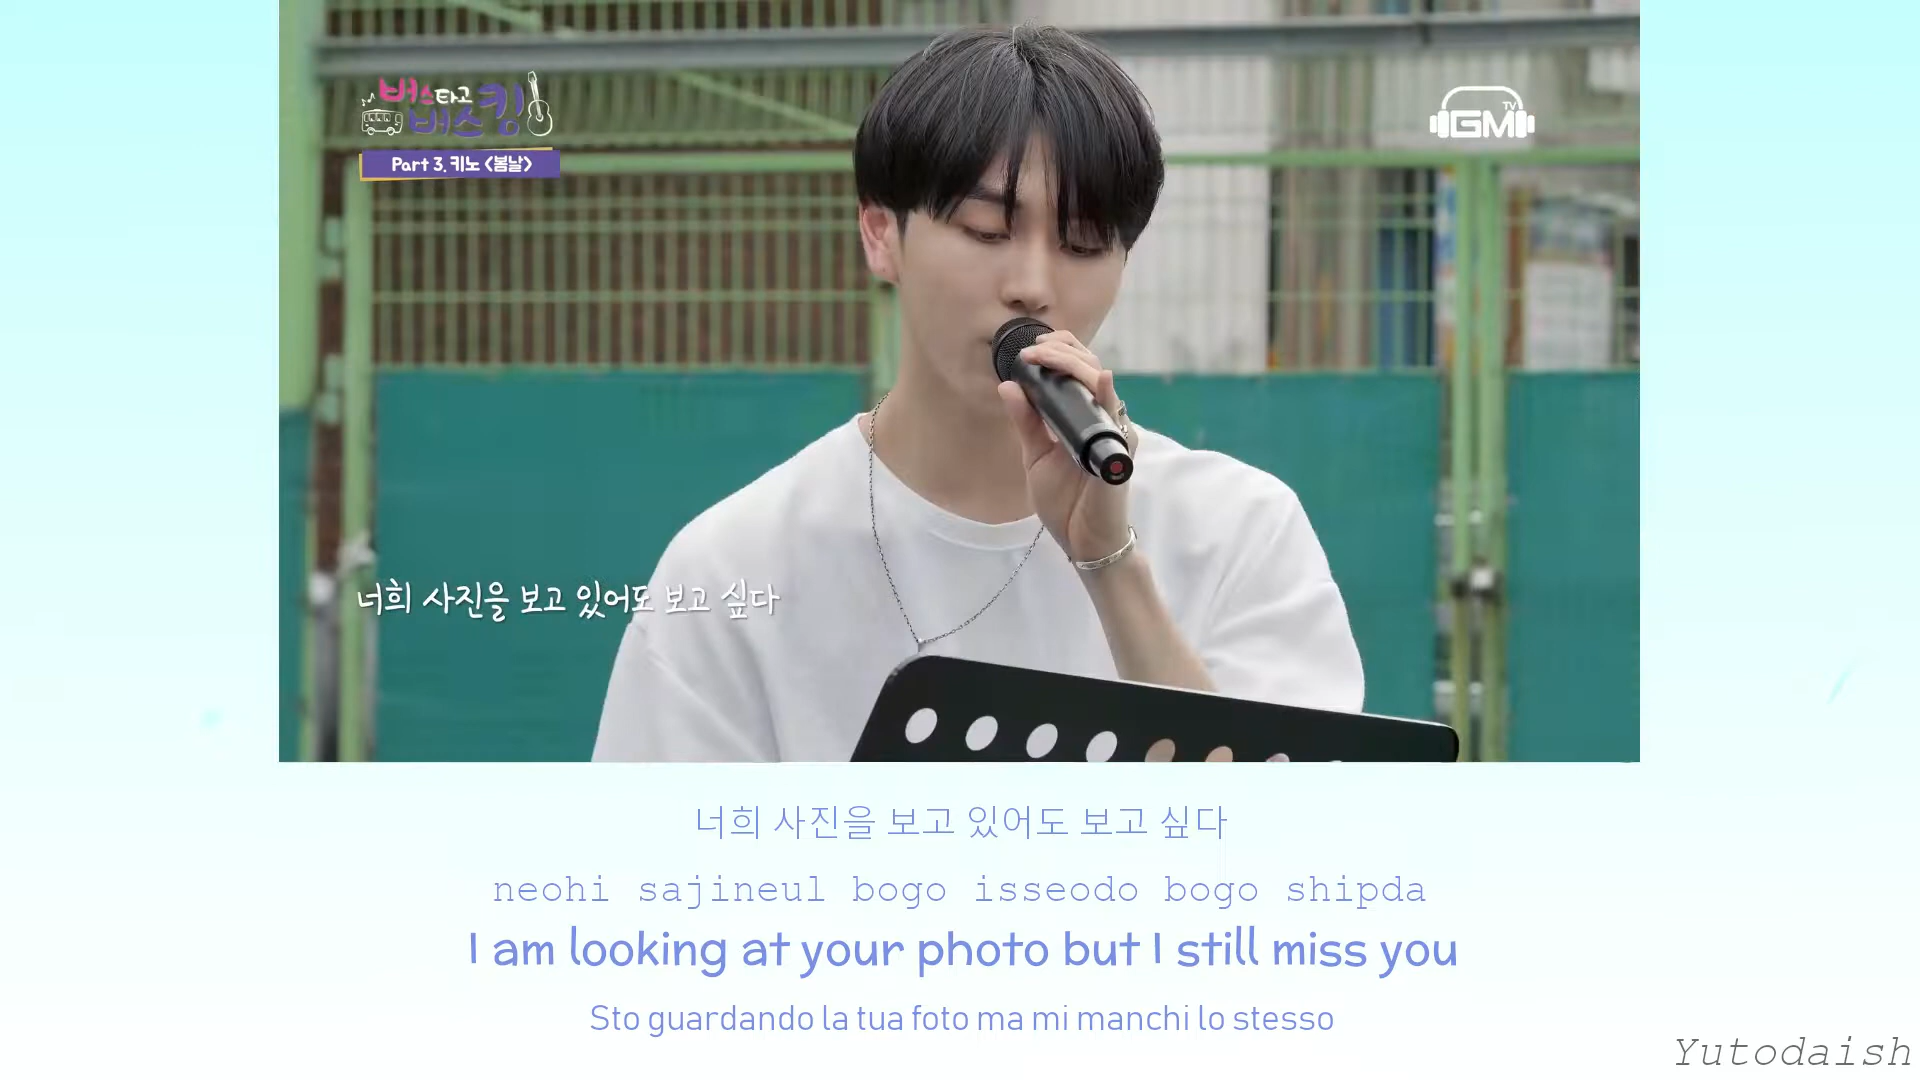 버스타고
버스킹
Part 3. 키노 <봄날>
TV
GM
너희 사진을 보고 있어도 보고 싶다
너희 사진을 보고 있어도 보고 싶다
neohi sajineul bogo isseodo bogo shipda
I am looking at your photo but I still miss you
Sto guardando la tua foto ma mi manchi lo stesso
Yutodaish